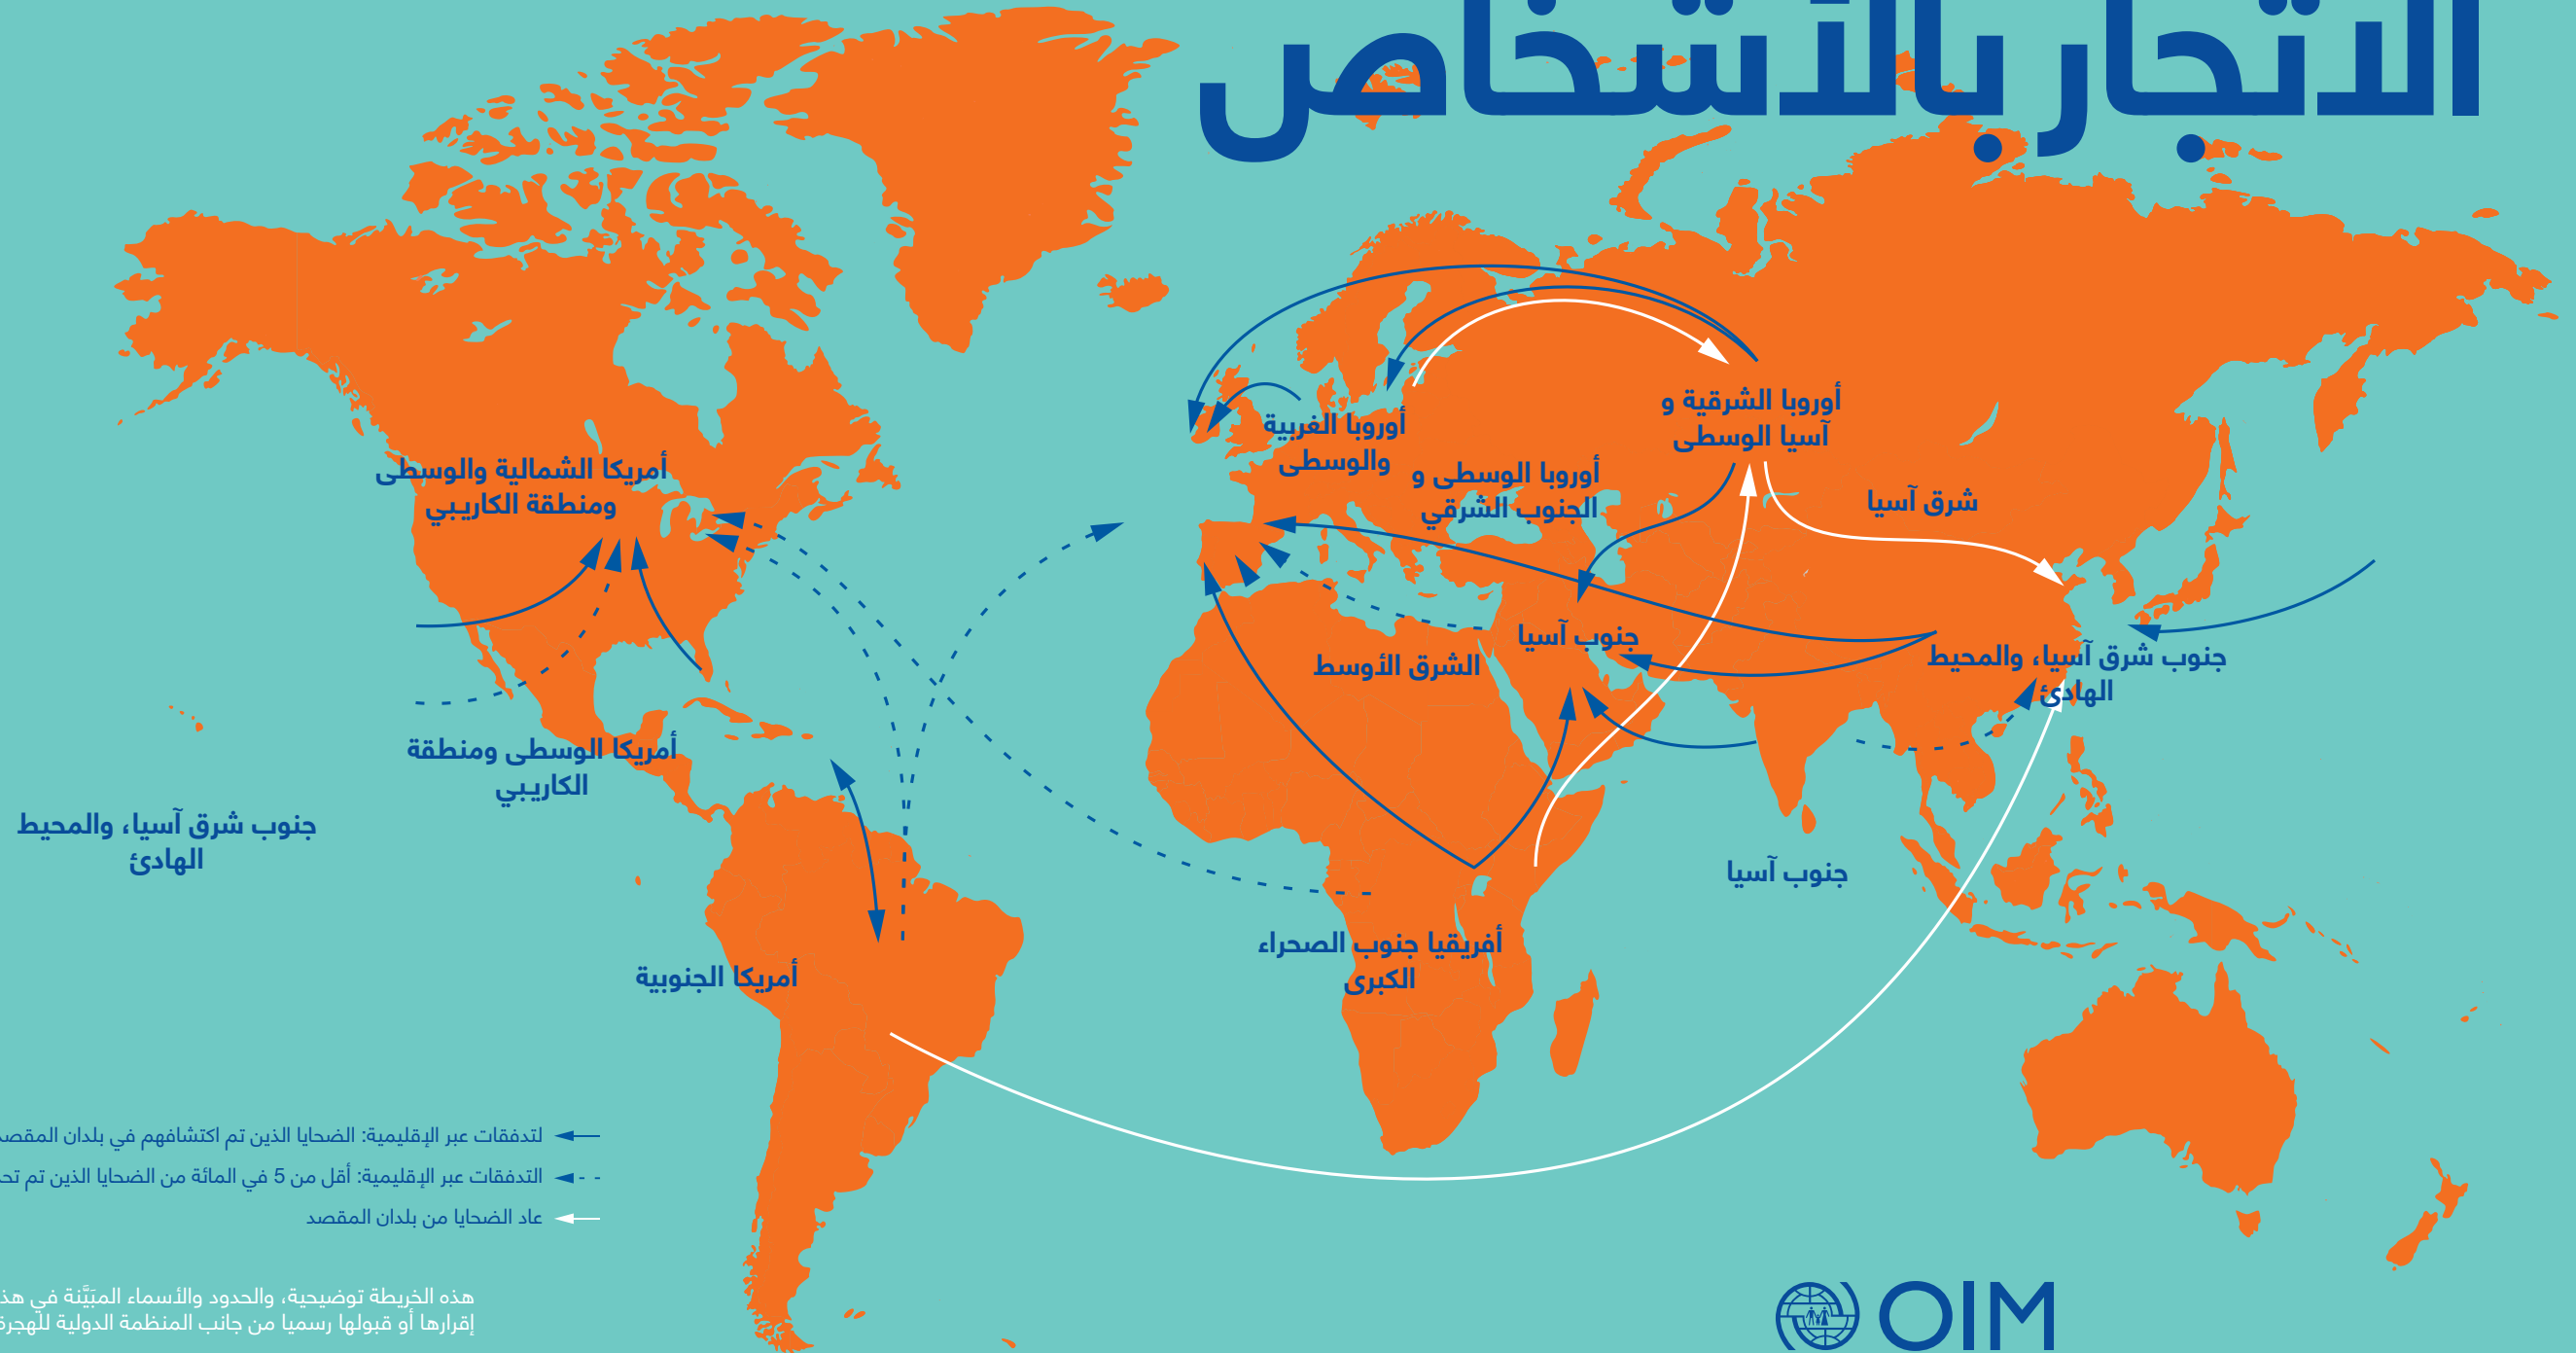 الاتجار بالأشخاص
أوروبا الشرقية و
آسيا الوسطى
أوروبا الغربية
والوسطى
أوروبا الوسطى و
الجنوب الشرقي
شرق آسيا
أمريكا الشمالية والوسطى
ومنطقة الكاريبي
جنوب آسيا
الشرق الأوسط
جنوب شرق آسيا، والمحيط
الهادئ
أمريكا الوسطى ومنطقة
الكاريبي
جنوب شرق آسيا، والمحيط
الهادئ
جنوب آسيا
أفريقيا جنوب الصحراء
الكبرى
أمريكا الجنوبية
لتدفقات عبر الإقليمية: الضحايا الذين تم اكتشافهم في بلدان
التدفقات عبر الإقليمية: أقل من 5 في المائة من الضحايا الذين تم
عاد الضحايا من بلدان المقصد
هذه الخريطة توضيحية، والحدود والأسماء المبَيَّنة في
إقرارها أو قبولها رسميا من جانب المنظمة الدولية للهجرة
OIM